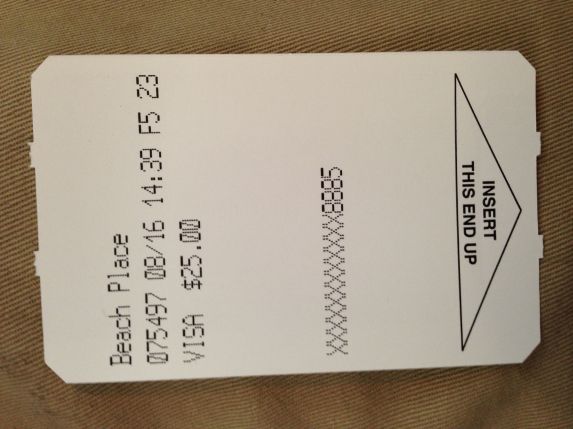 Beach Place
075497 08/16 14:39 F5 23
VISA $25.00
XXXXXXXXXXXX8885
INSERT
THIS END UP